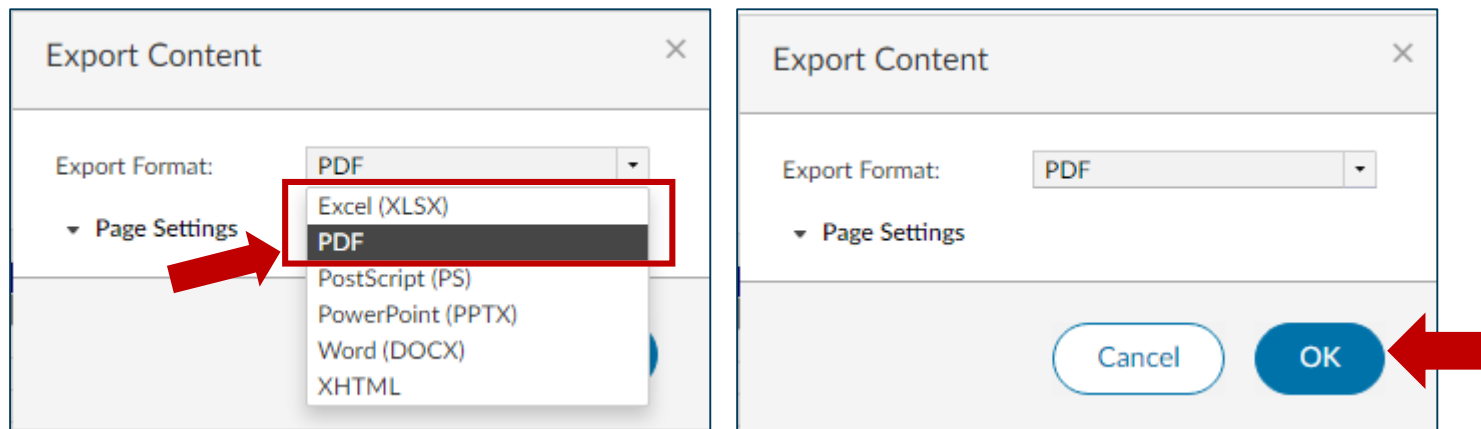 Export Content
Export Format:
PDF
Excel (XLSX)
Page Settings
PDF
PostScript (PS)
PowerPoint (PPTX)
Word (DOCX)
XHTML
Export Content
Export Format:
PDF
Page Settings
Cancel
OK